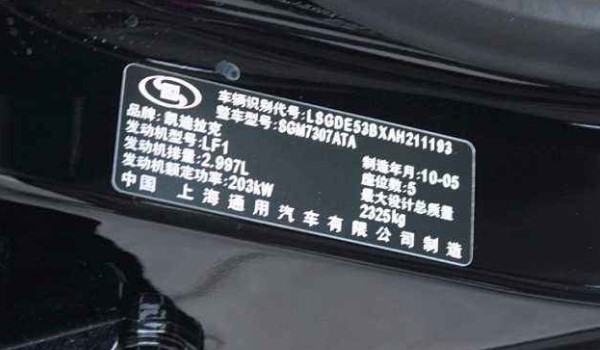 车辆识别代号:LSGDE53BXAH211193
品牌:凯迪拉克 整车型号:SGM7307ATA
发动机型号:LF1 制造年月:10-05
发动机排量:2.997L 座位数:5
发动机额定功率:203kW 最大设计总质量
2325kg
中国 上海通用汽车有限公司制造